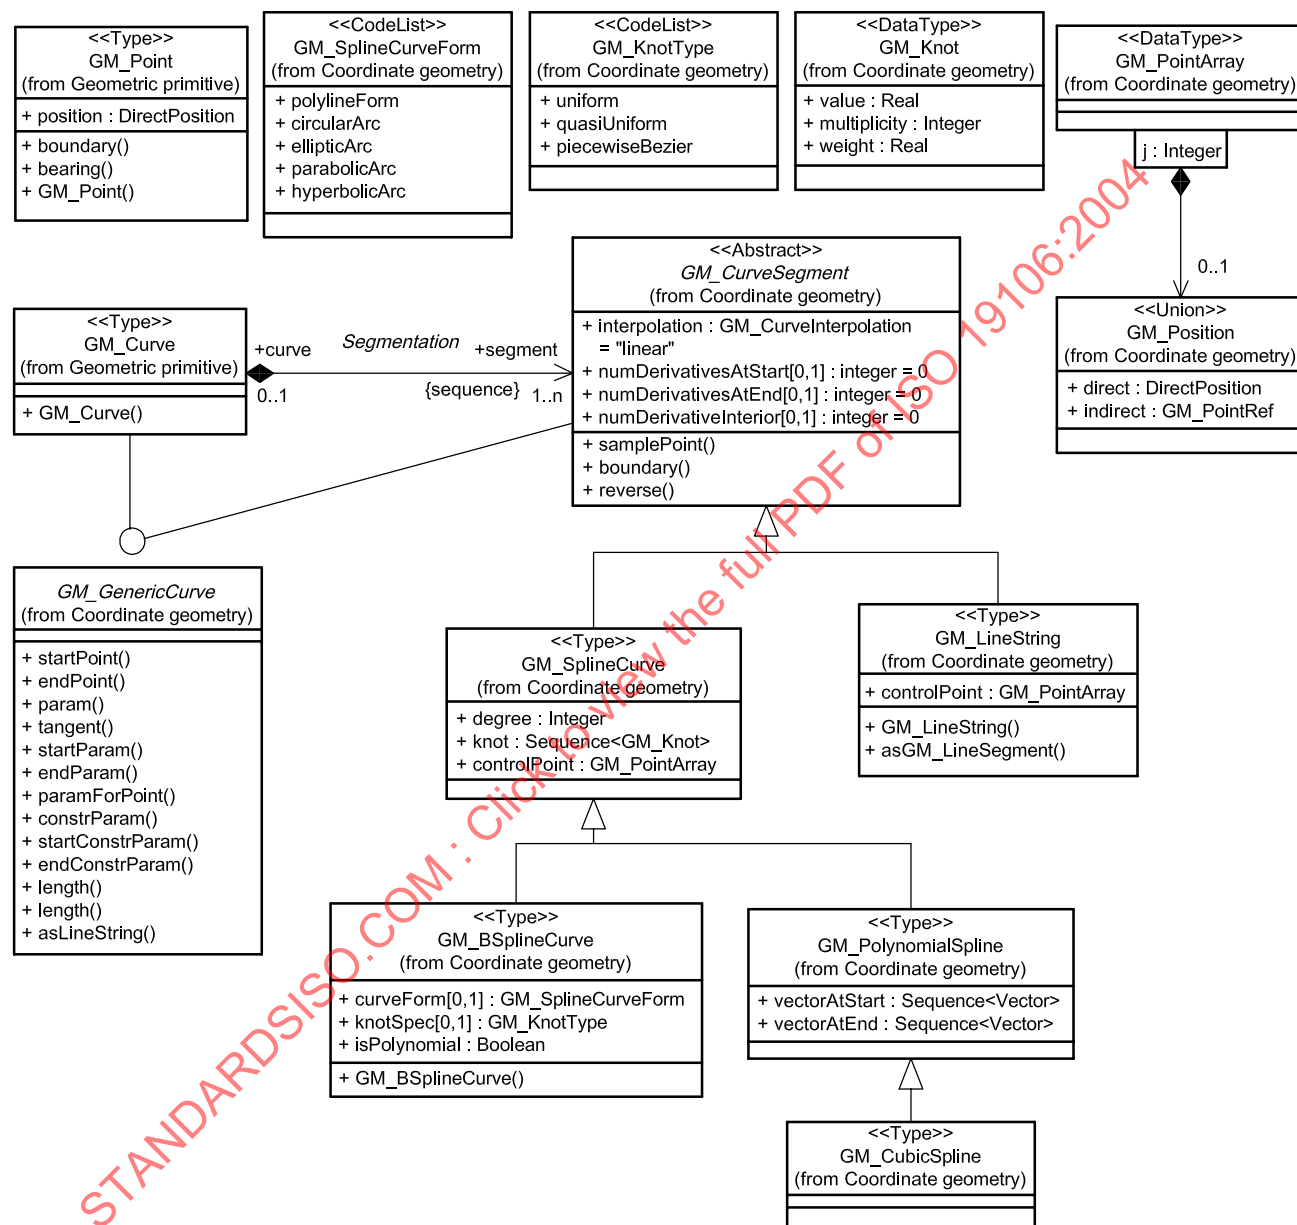 <<Type>>
GM_Point
(from Geometric primitive)
+ position : DirectPosition
+ boundary()
+ bearing()
+ GM_Point()
<<CodeList>>
GM_SplineCurveForm
(from Coordinate geometry)
+ polylineForm
+ circularArc
+ ellipticArc
+ parabolicArc
+ hyperbolicArc
<<CodeList>>
GM_KnotType
(from Coordinate geometry)
+ uniform
+ quasiUniform
+ piecewiseBezier
<<DataType>>
GM_Knot
(from Coordinate geometry)
+ value : Real
+ multiplicity : Integer
+ weight : Real
<<DataType>>
GM_PointArray
(from Coordinate geometry)
j : Integer
0..1
<<Union>>
GM_Position
(from Coordinate geometry)
+ direct : DirectPosition
+ indirect : GM_PointRef
<<Type>>
GM_Curve
(from Geometric primitive)
+ GM_Curve()
+curve
0..1
Segmentation
{sequence}
+segment
1..n
<<Abstract>>
GM_CurveSegment
(from Coordinate geometry)
+ interpolation : GM_CurveInterpolation
= "linear"
+ numDerivativesAtStart[0,1] : integer = 0
+ numDerivativesAtEnd[0,1] : integer = 0
+ numDerivativeInterior[0,1] : integer = 0
+ samplePoint()
+ boundary()
+ reverse()
GM_GenericCurve
(from Coordinate geometry)
+ startPoint()
+ endPoint()
+ param()
+ tangent()
+ startParam()
+ endParam()
+ paramForPoint()
+ constrParam()
+ startConstrParam()
+ endConstrParam()
+ length()
+ length()
+ asLineString()
<<Type>>
GM_SplineCurve
(from Coordinate geometry)
+ degree : Integer
+ knot : Sequence<GM_Knot>
+ controlPoint : GM_PointArray
<<Type>>
GM_LineString
(from Coordinate geometry)
+ controlPoint : GM_PointArray
+ GM_LineString()
+ asGM_LineSegment()
<<Type>>
GM_BSplineCurve
(from Coordinate geometry)
+ curveForm[0,1] : GM_SplineCurveForm
+ knotSpec[0,1] : GM_KnotType
+ isPolynomial : Boolean
+ GM_BSplineCurve()
<<Type>>
GM_PolynomialSpline
(from Coordinate geometry)
+ vectorAtStart : Sequence<Vector>
+ vectorAtEnd : Sequence<Vector>
<<Type>>
GM_CubicSpline
(from Coordinate geometry)
STANDARDSISO.COM : Click to view the full PDF of ISO 19106:2004